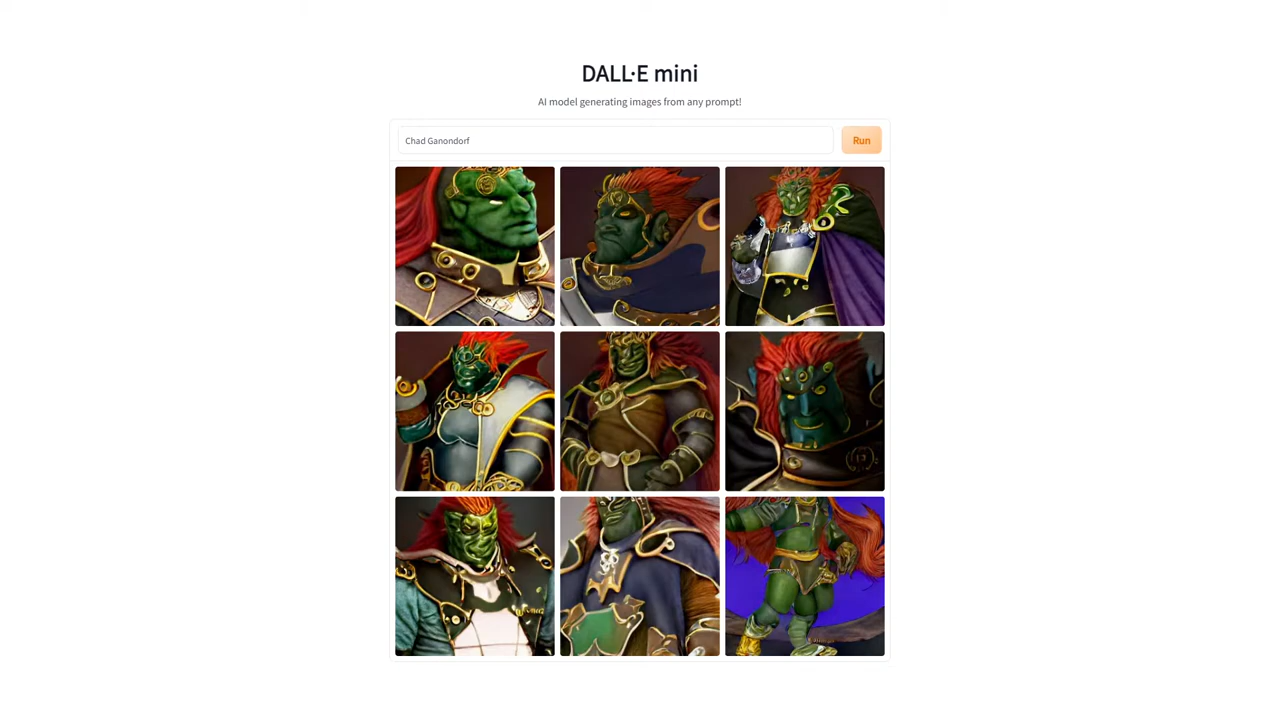 DALL·E mini
AI model generating images from any prompt!
Chad Ganondorf
Run